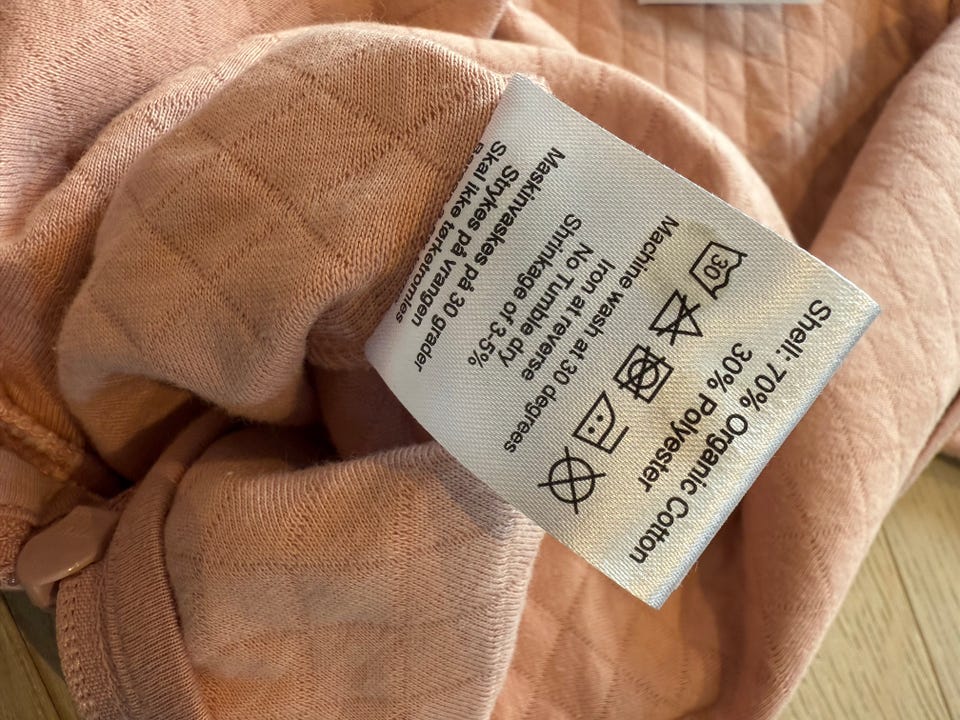 Shell: 70% Organic Cotton
30% Polyester
30
Machine wash at 30 degrees
Iron at reverse
No Tumble dry
Shrinkage of 3-5%
Maskinvaskes på 30 grader
Strykes på vrangen
Skal ikke tørketromles